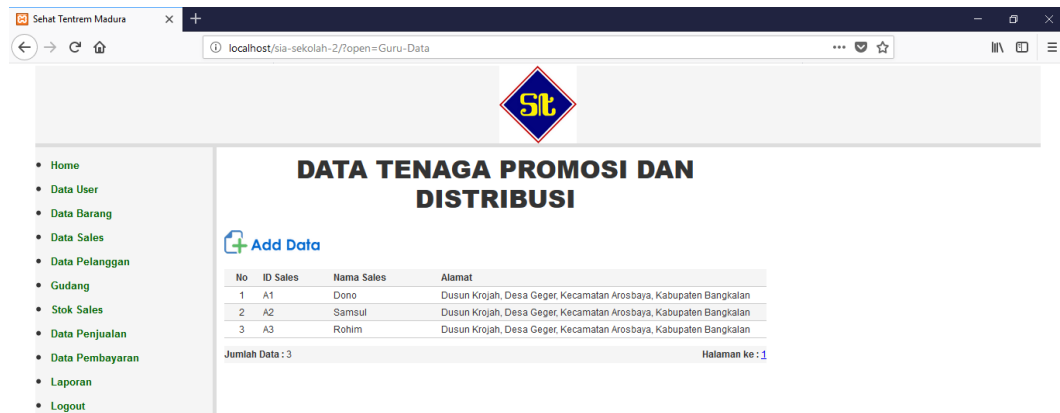 Sehat Tentrem Madura
localhost/sia-sekolah-2/?open=Guru-Data
St
Home
Data User
Data Barang
Data Sales
Data Pelanggan
Gudang
Stok Sales
Data Penjualan
Data Pembayaran
Laporan
Logout
DATA TENAGA PROMOSI DAN
DISTRIBUSI
Add Data
No ID Sales Nama Sales Alamat
1 A1 Dono Dusun Krojah, Desa Geger, Kecamatan Arosbaya, Kabupaten Bangkalan
2 A2 Samsul Dusun Krojah, Desa Geger, Kecamatan Arosbaya, Kabupaten Bangkalan
3 A3 Rohim Dusun Krojah, Desa Geger, Kecamatan Arosbaya, Kabupaten Bangkalan
Jumlah Data : 3 Halaman ke : 1